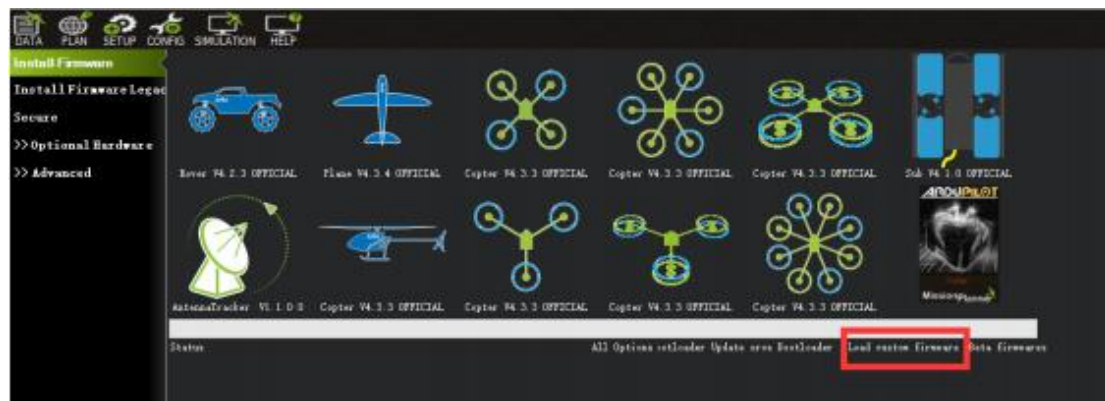 DATA PLAN SETUP CONFIG SIMULATION HELP
Install Firmware
Install Firmware Legac
Secure
>> Optional Hardware
>> Advanced
Rover V4.2.3 OFFICIAL
Plane V4.3.4 OFFICIAL
Copter V4.3.3 OFFICIAL
Copter V4.3.3 OFFICIAL
Copter V4.3.3 OFFICIAL
Sub V4.1.0 OFFICIAL
AntennaTracker V1.1.0.0
Copter V4.3.3 OFFICIAL
Copter V4.3.3 OFFICIAL
Copter V4.3.3 OFFICIAL
Copter V4.3.3 OFFICIAL
ARDUPILOT
Mission Planner
Status
All Options Update Bootloader Load custom firmware Beta firmwares